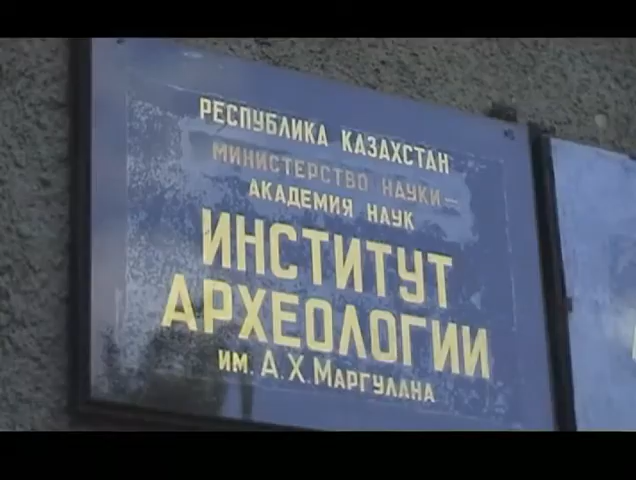 РЕСПУБЛИКА КАЗАХСТАН
МИНИСТЕРСТВО НАУКИ —
АКАДЕМИЯ НАУК
ИНСТИТУТ
АРХЕОЛОГИИ
ИМ. А.Х. МАРГУЛАНА